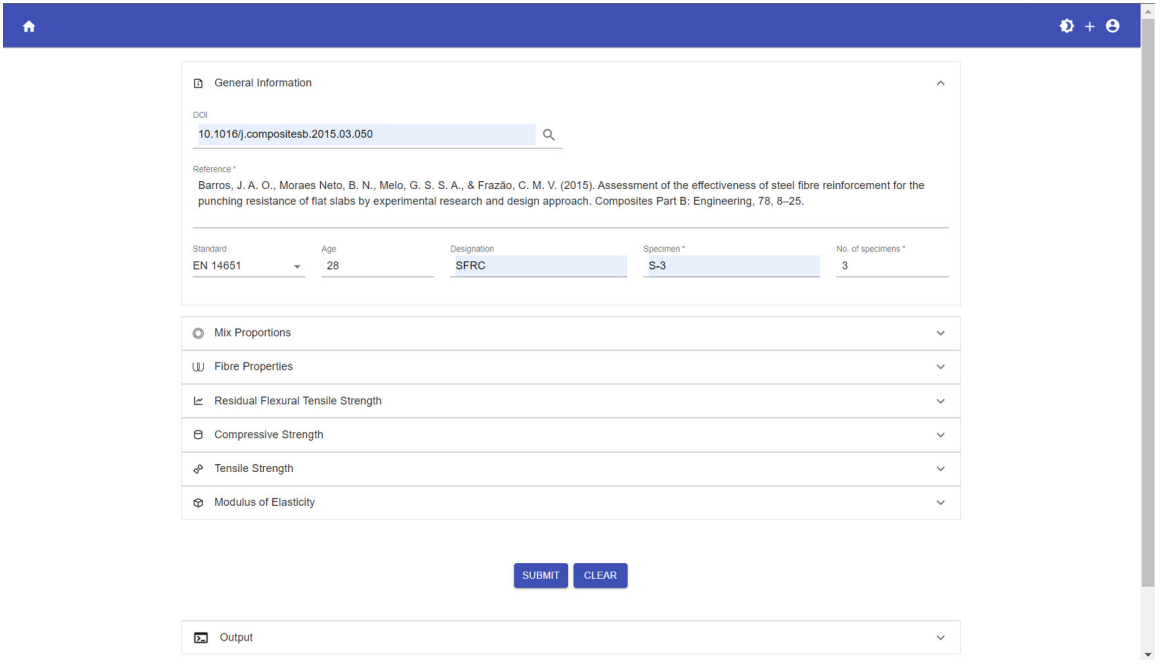 General Information
DOI
10.1016/j.compositesb.2015.03.050
Reference *
Barros, J. A. O., Moraes Neto, B. N., Melo, G. S. S. A., & Frazão, C. M. V. (2015). Assessment of the effectiveness of steel fibre reinforcement for the
punching resistance of flat slabs by experimental research and design approach. Composites Part B: Engineering, 78, 8–25.
Standard Age Designation Specimen * No. of specimens *
EN 14651 28 SFRC S-3 3
Mix Proportions
Fibre Properties
Residual Flexural Tensile Strength
Compressive Strength
Tensile Strength
Modulus of Elasticity
SUBMIT CLEAR
Output